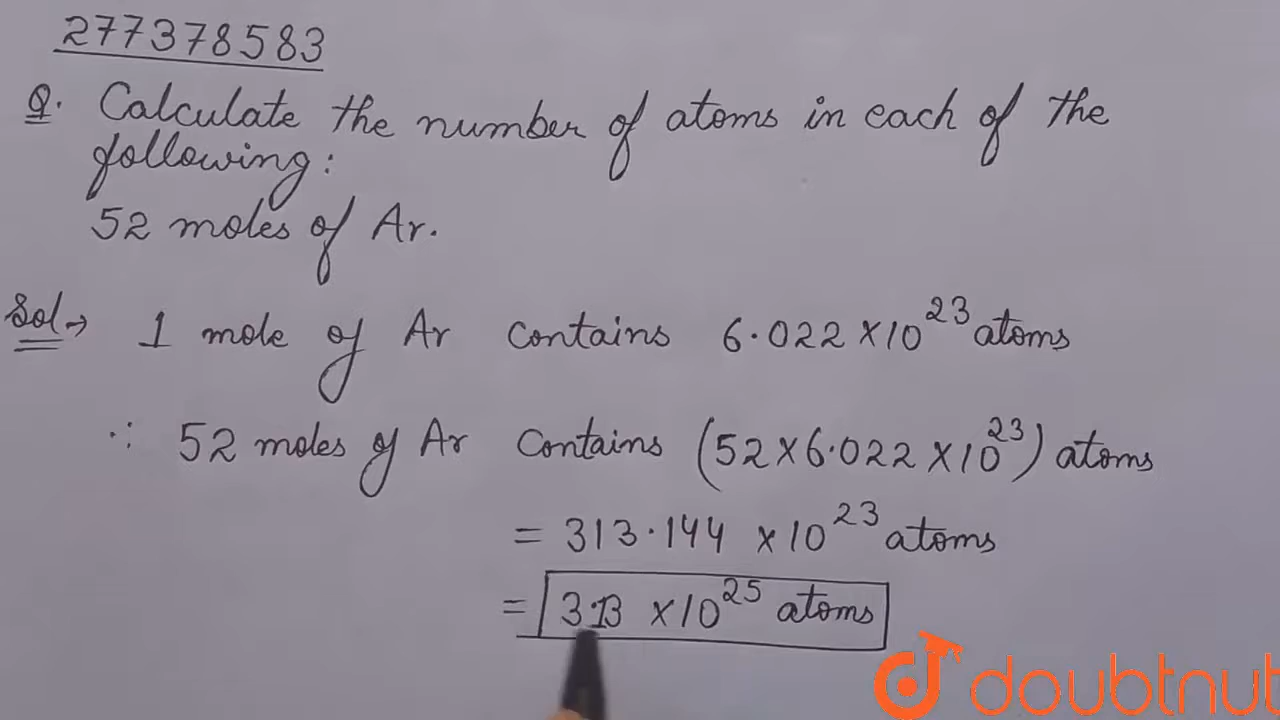 277378583
Q. Calculate the number of atoms in each of the
following:
52 moles of Ar.
Sol→ 1 mole of Ar contains 6.022 × 10^23 atoms
∵ 52 moles of Ar contains (52 × 6.022 × 10^23) atoms
= 313.144 × 10^23 atoms
= 3.13 × 10^25 atoms
doubtnut